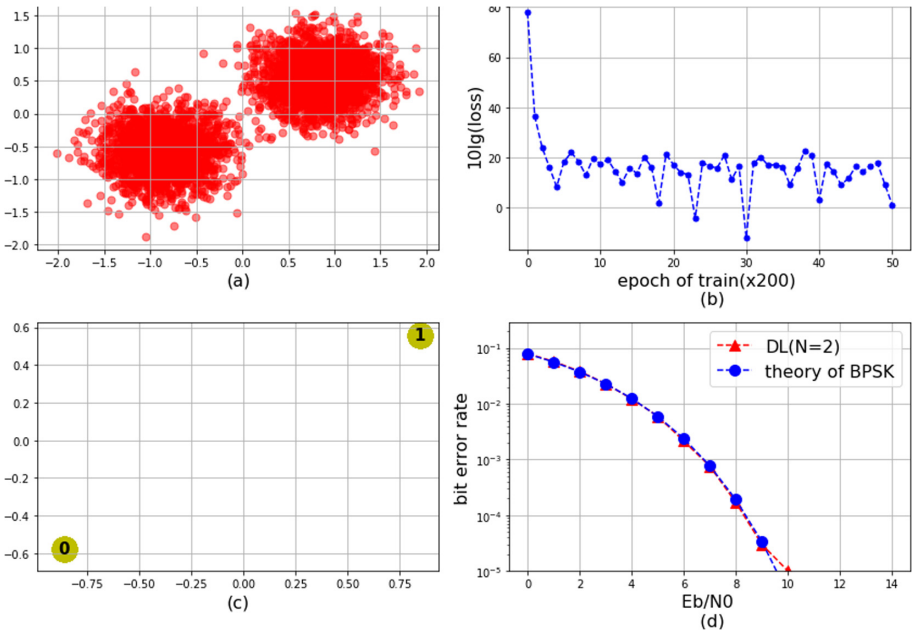 1.5
1.0
0.5
0.0
−0.5
−1.0
−1.5
−2.0
−2.0 −1.5 −1.0 −0.5 0.0 0.5 1.0 1.5 2.0
(a)
80
60
40
20
0
10lg(loss)
0 10 20 30 40 50
epoch of train(x200)
(b)
0.6
0.4
0.2
0.0
−0.2
−0.4
−0.6
1
0
−0.75 −0.50 −0.25 0.00 0.25 0.50 0.75
(c)
DL(N=2)
theory of BPSK
10⁻¹
10⁻²
10⁻³
10⁻⁴
10⁻⁵
bit error rate
0 2 4 6 8 10 12 14
Eb/N0
(d)